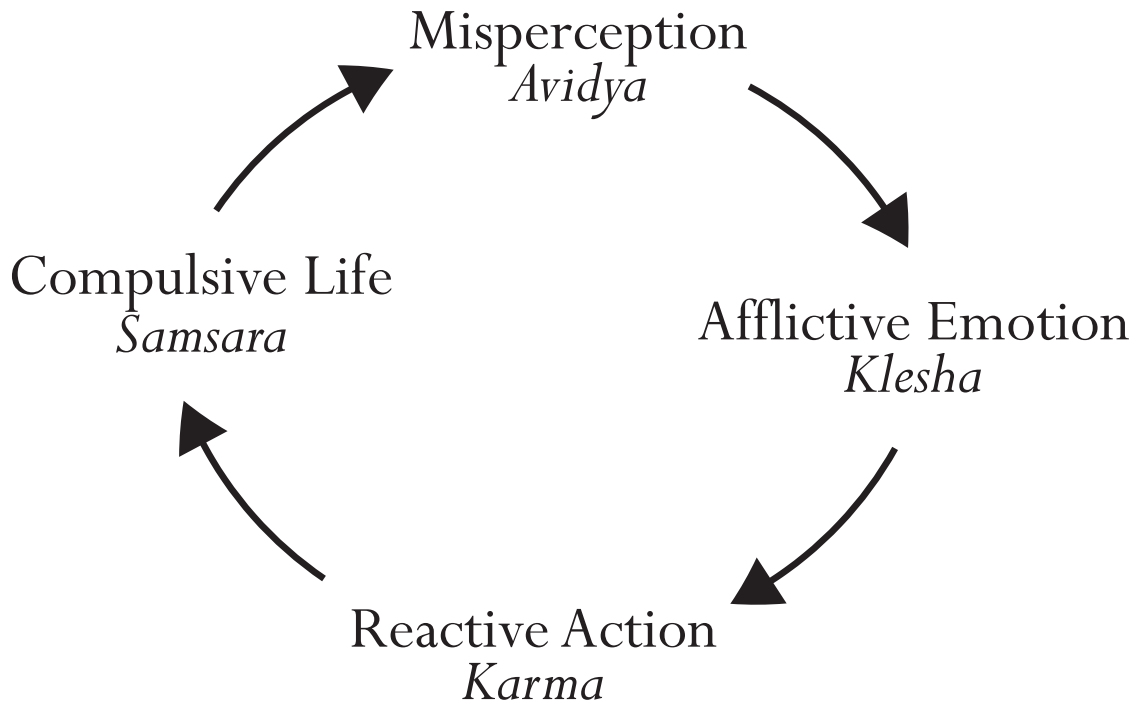 Misperception
Avidya
Afflictive Emotion
Klesha
Reactive Action
Karma
Compulsive Life
Samsara